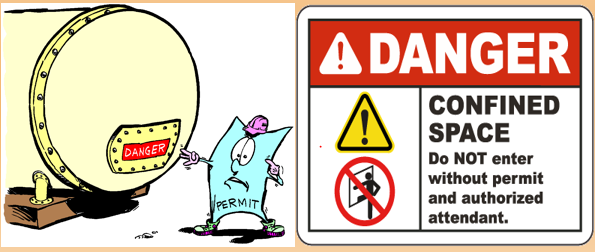 DANGER
PERMIT
DANGER
CONFINED
SPACE
Do NOT enter
without permit
and authorized
attendant.